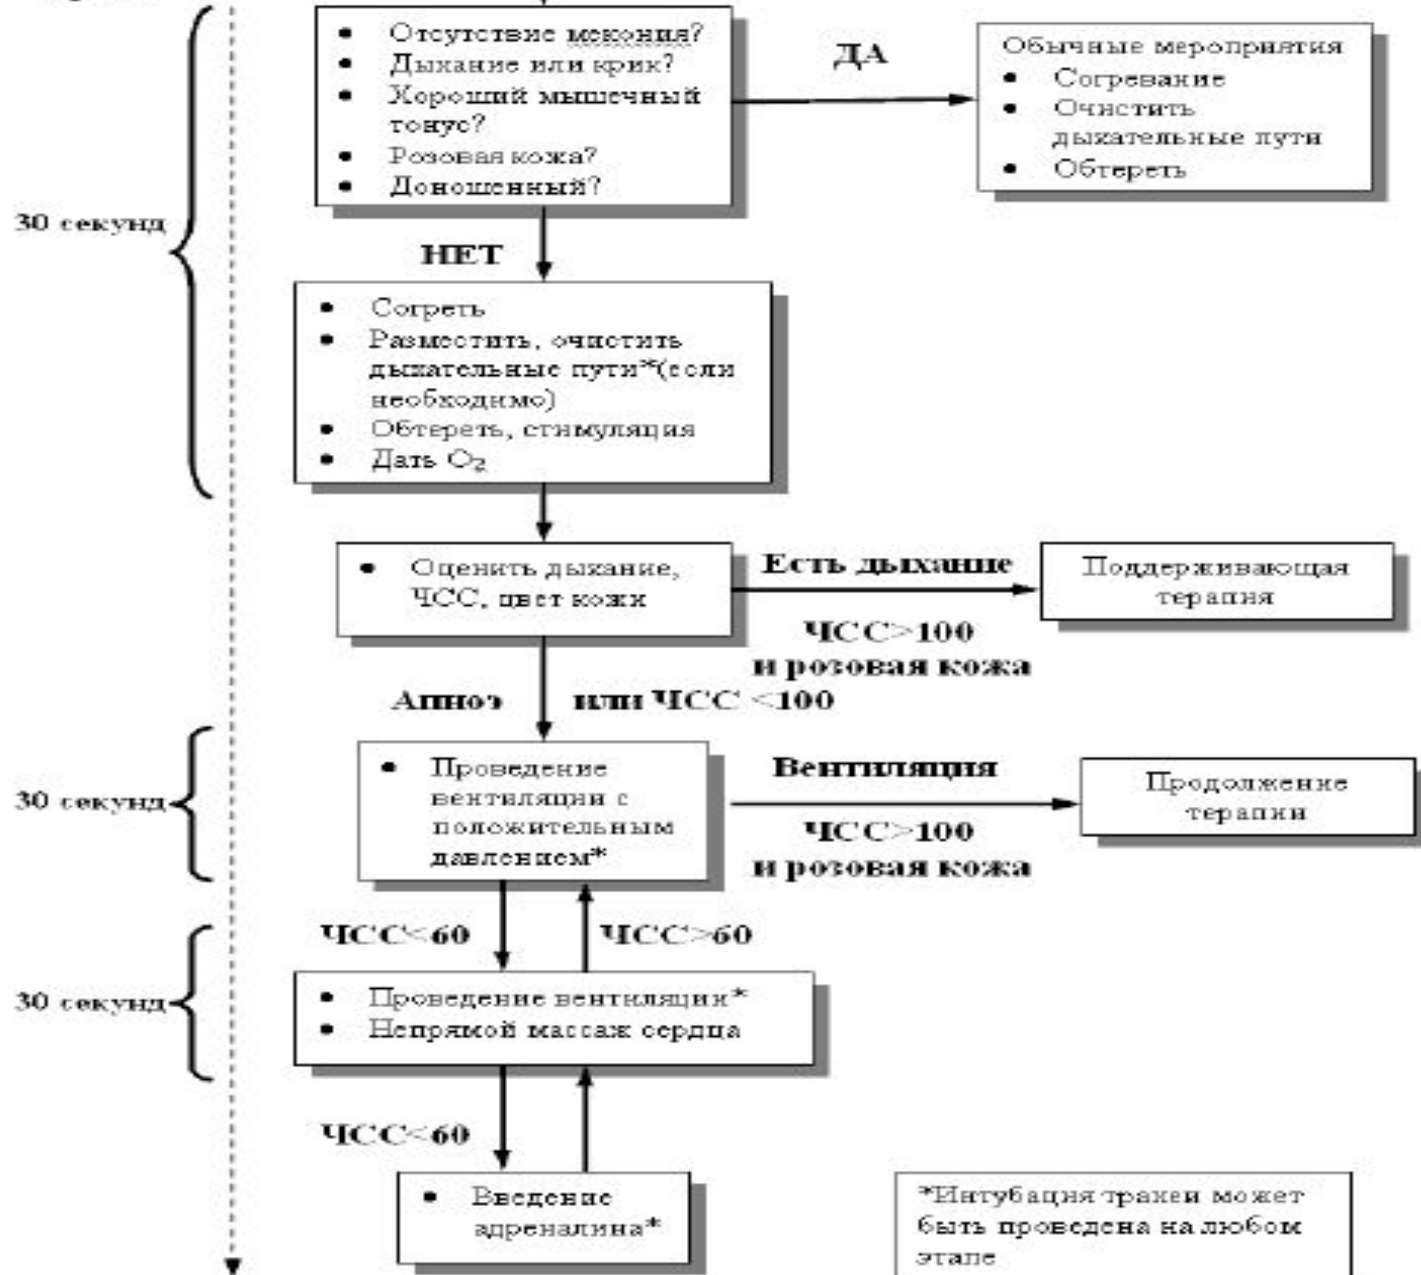 • Отсутствие мекония?
• Дыхание или крик?
• Хороший мышечный
тонус?
• Розовая кожа?
• Доношенный?
ДА
Обычные мероприятия
• Согревание
• Очистить
дыхательные пути
• Обтереть
30 секунд
НЕТ
• Согреть
• Разместить, очистить
дыхательные пути*(если
необходимо)
• Обтереть, стимуляция
• Дать O₂
• Оценить дыхание,
ЧСС, цвет кожи
Есть дыхание
ЧСС>100
и розовая кожа
Поддерживающая
терапия
Апноэ или ЧСС <100
30 секунд
• Проведение
вентиляции с
положительным
давлением*
Вентиляция
ЧСС>100
и розовая кожа
Продолжение
терапии
ЧСС<60
ЧСС>60
30 секунд
• Проведение вентиляции*
• Непрямой массаж сердца
ЧСС<60
• Введение
адреналина*
*Интубация трахеи может
быть проведена на любом
этапе